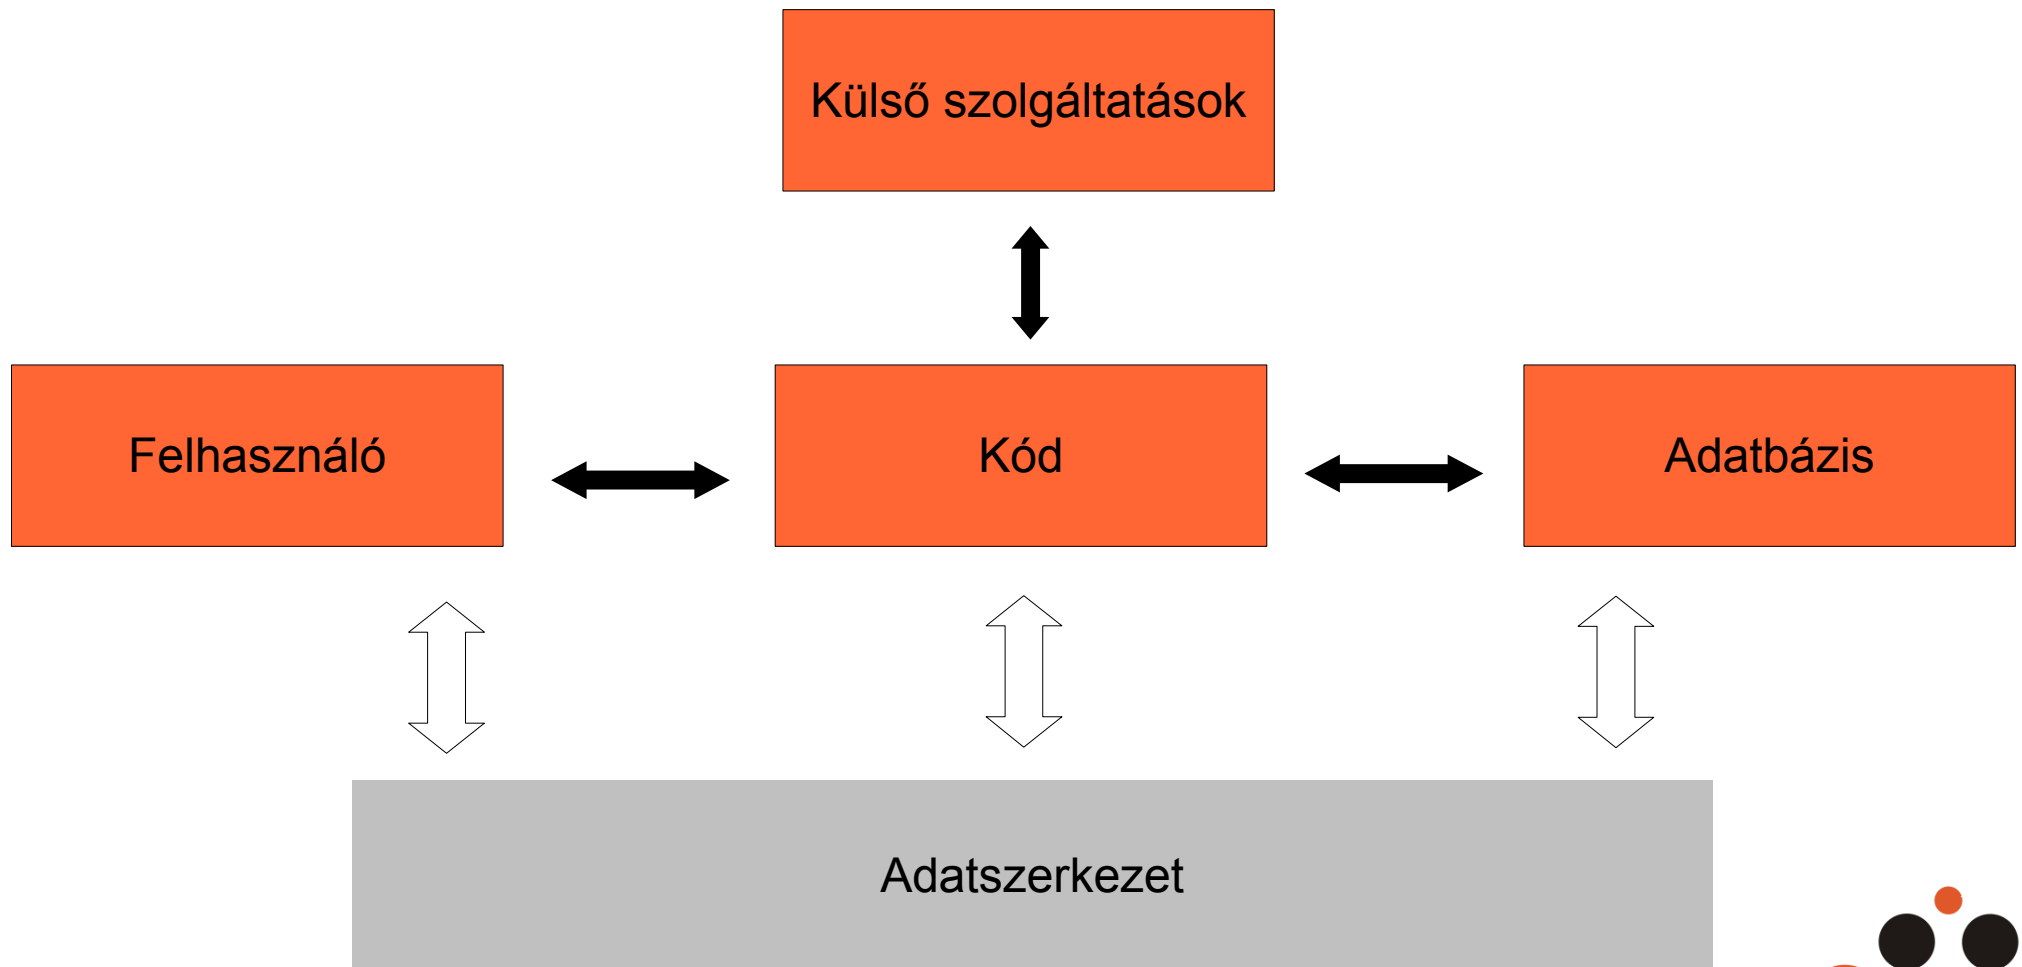 Külső szolgáltatások
Felhasználó
Kód
Adatbázis
Adatszerkezet